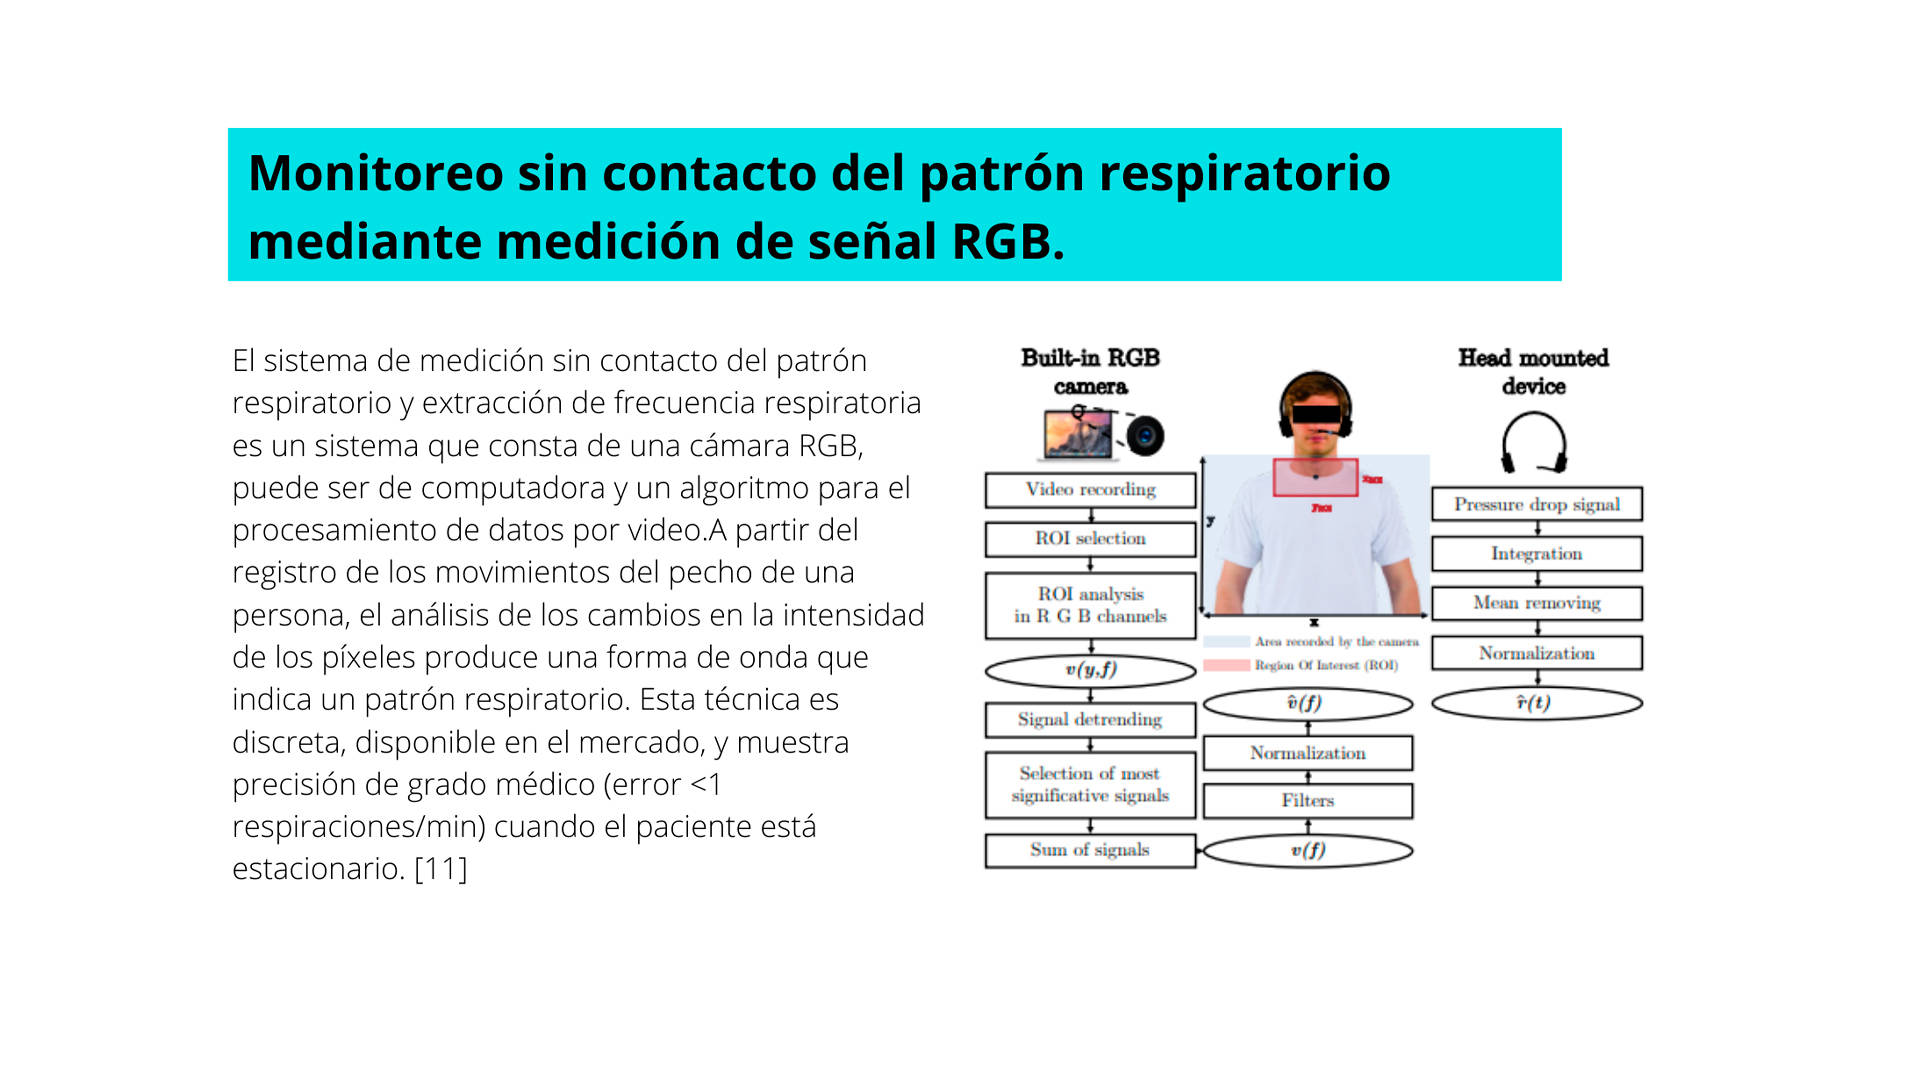 Monitoreo sin contacto del patrón respiratorio
mediante medición de señal RGB.
El sistema de medición sin contacto del patrón
respiratorio y extracción de frecuencia respiratoria
es un sistema que consta de una cámara RGB,
puede ser de computadora y un algoritmo para el
procesamiento de datos por video.A partir del
registro de los movimientos del pecho de una
persona, el análisis de los cambios en la intensidad
de los píxeles produce una forma de onda que
indica un patrón respiratorio. Esta técnica es
discreta, disponible en el mercado, y muestra
precisión de grado médico (error <1
respiraciones/min) cuando el paciente está
estacionario. [11]
Built-in RGB
camera
Video recording
ROI selection
ROI analysis
in R G B channels
v(y,f)
Signal detrending
Selection of most
significative signals
Sum of signals
y
x
xROI
yROI
Area recorded by the camera
Region Of Interest (ROI)
v̂(f)
Normalization
Filters
v(f)
Head mounted
device
Pressure drop signal
Integration
Mean removing
Normalization
r̂(t)